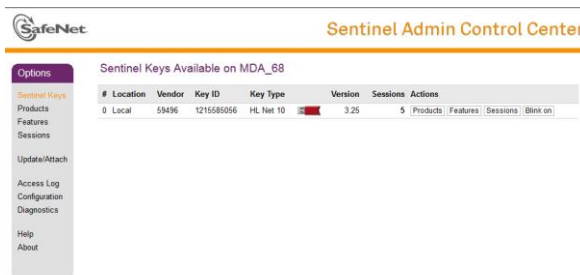 SafeNet.
Sentinel Admin Control Center
Options
Sentinel Keys
Products
Features
Sessions
Update/Attach
Access Log
Configuration
Diagnostics
Help
About
Sentinel Keys Available on MDA_68
# Location Vendor Key ID Key Type Version Sessions Actions
0 Local 59496 1215585056 HL Net 10 3.25 5 Products Features Sessions Blink on